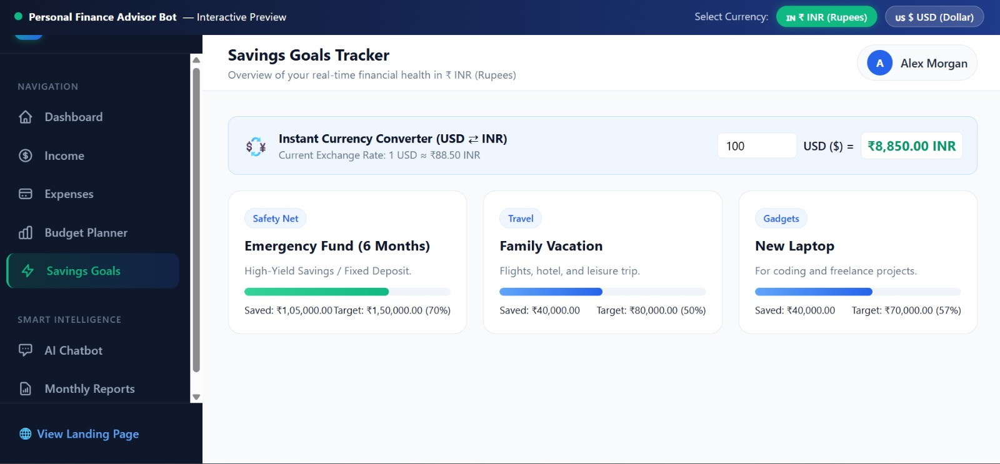 Personal Finance Advisor Bot — Interactive Preview
Select Currency:
IN ₹ INR (Rupees)
US $ USD (Dollar)
NAVIGATION
Dashboard
Income
Expenses
Budget Planner
Savings Goals
SMART INTELLIGENCE
AI Chatbot
Monthly Reports
View Landing Page
Savings Goals Tracker
Overview of your real-time financial health in ₹ INR (Rupees)
A
Alex Morgan
Instant Currency Converter (USD ⇄ INR)
Current Exchange Rate: 1 USD ≈ ₹88.50 INR
100 USD ($) = ₹8,850.00 INR
Safety Net
Emergency Fund (6 Months)
High-Yield Savings / Fixed Deposit.
Saved: ₹1,05,000.00 Target: ₹1,50,000.00 (70%)
Travel
Family Vacation
Flights, hotel, and leisure trip.
Saved: ₹40,000.00 Target: ₹80,000.00 (50%)
Gadgets
New Laptop
For coding and freelance projects.
Saved: ₹40,000.00 Target: ₹70,000.00 (57%)